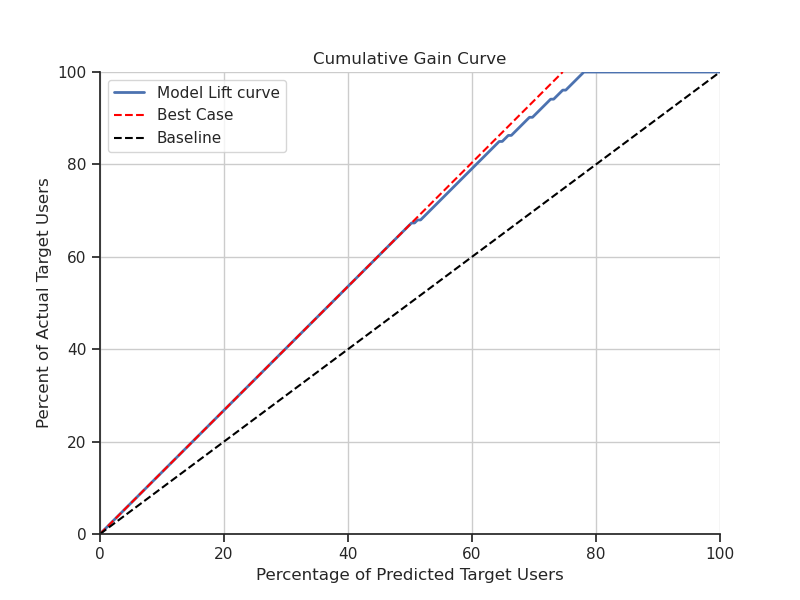 Cumulative Gain Curve
100
80
60
40
20
0
Model Lift curve
Best Case
Baseline
Percent of Actual Target Users
0 20 40 60 80 100
Percentage of Predicted Target Users